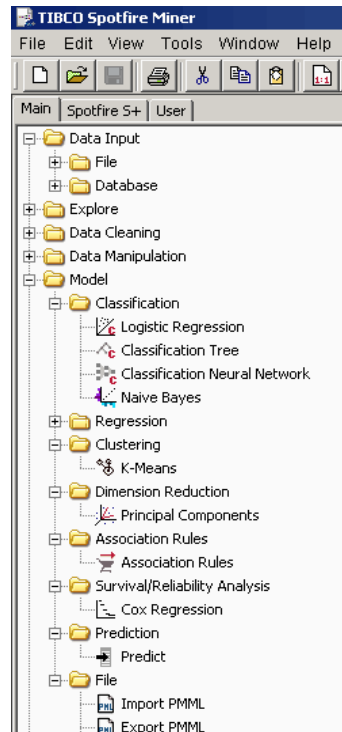 TIBCO Spotfire Miner
File Edit View Tools Window Help
1:1
Main Spotfire S+ User
Data Input
File
Database
Explore
Data Cleaning
Data Manipulation
Model
Classification
Logistic Regression
Classification Tree
Classification Neural Network
Naive Bayes
Regression
Clustering
K-Means
Dimension Reduction
Principal Components
Association Rules
Association Rules
Survival/Reliability Analysis
Cox Regression
Prediction
Predict
File
Import PMML
Export PMML